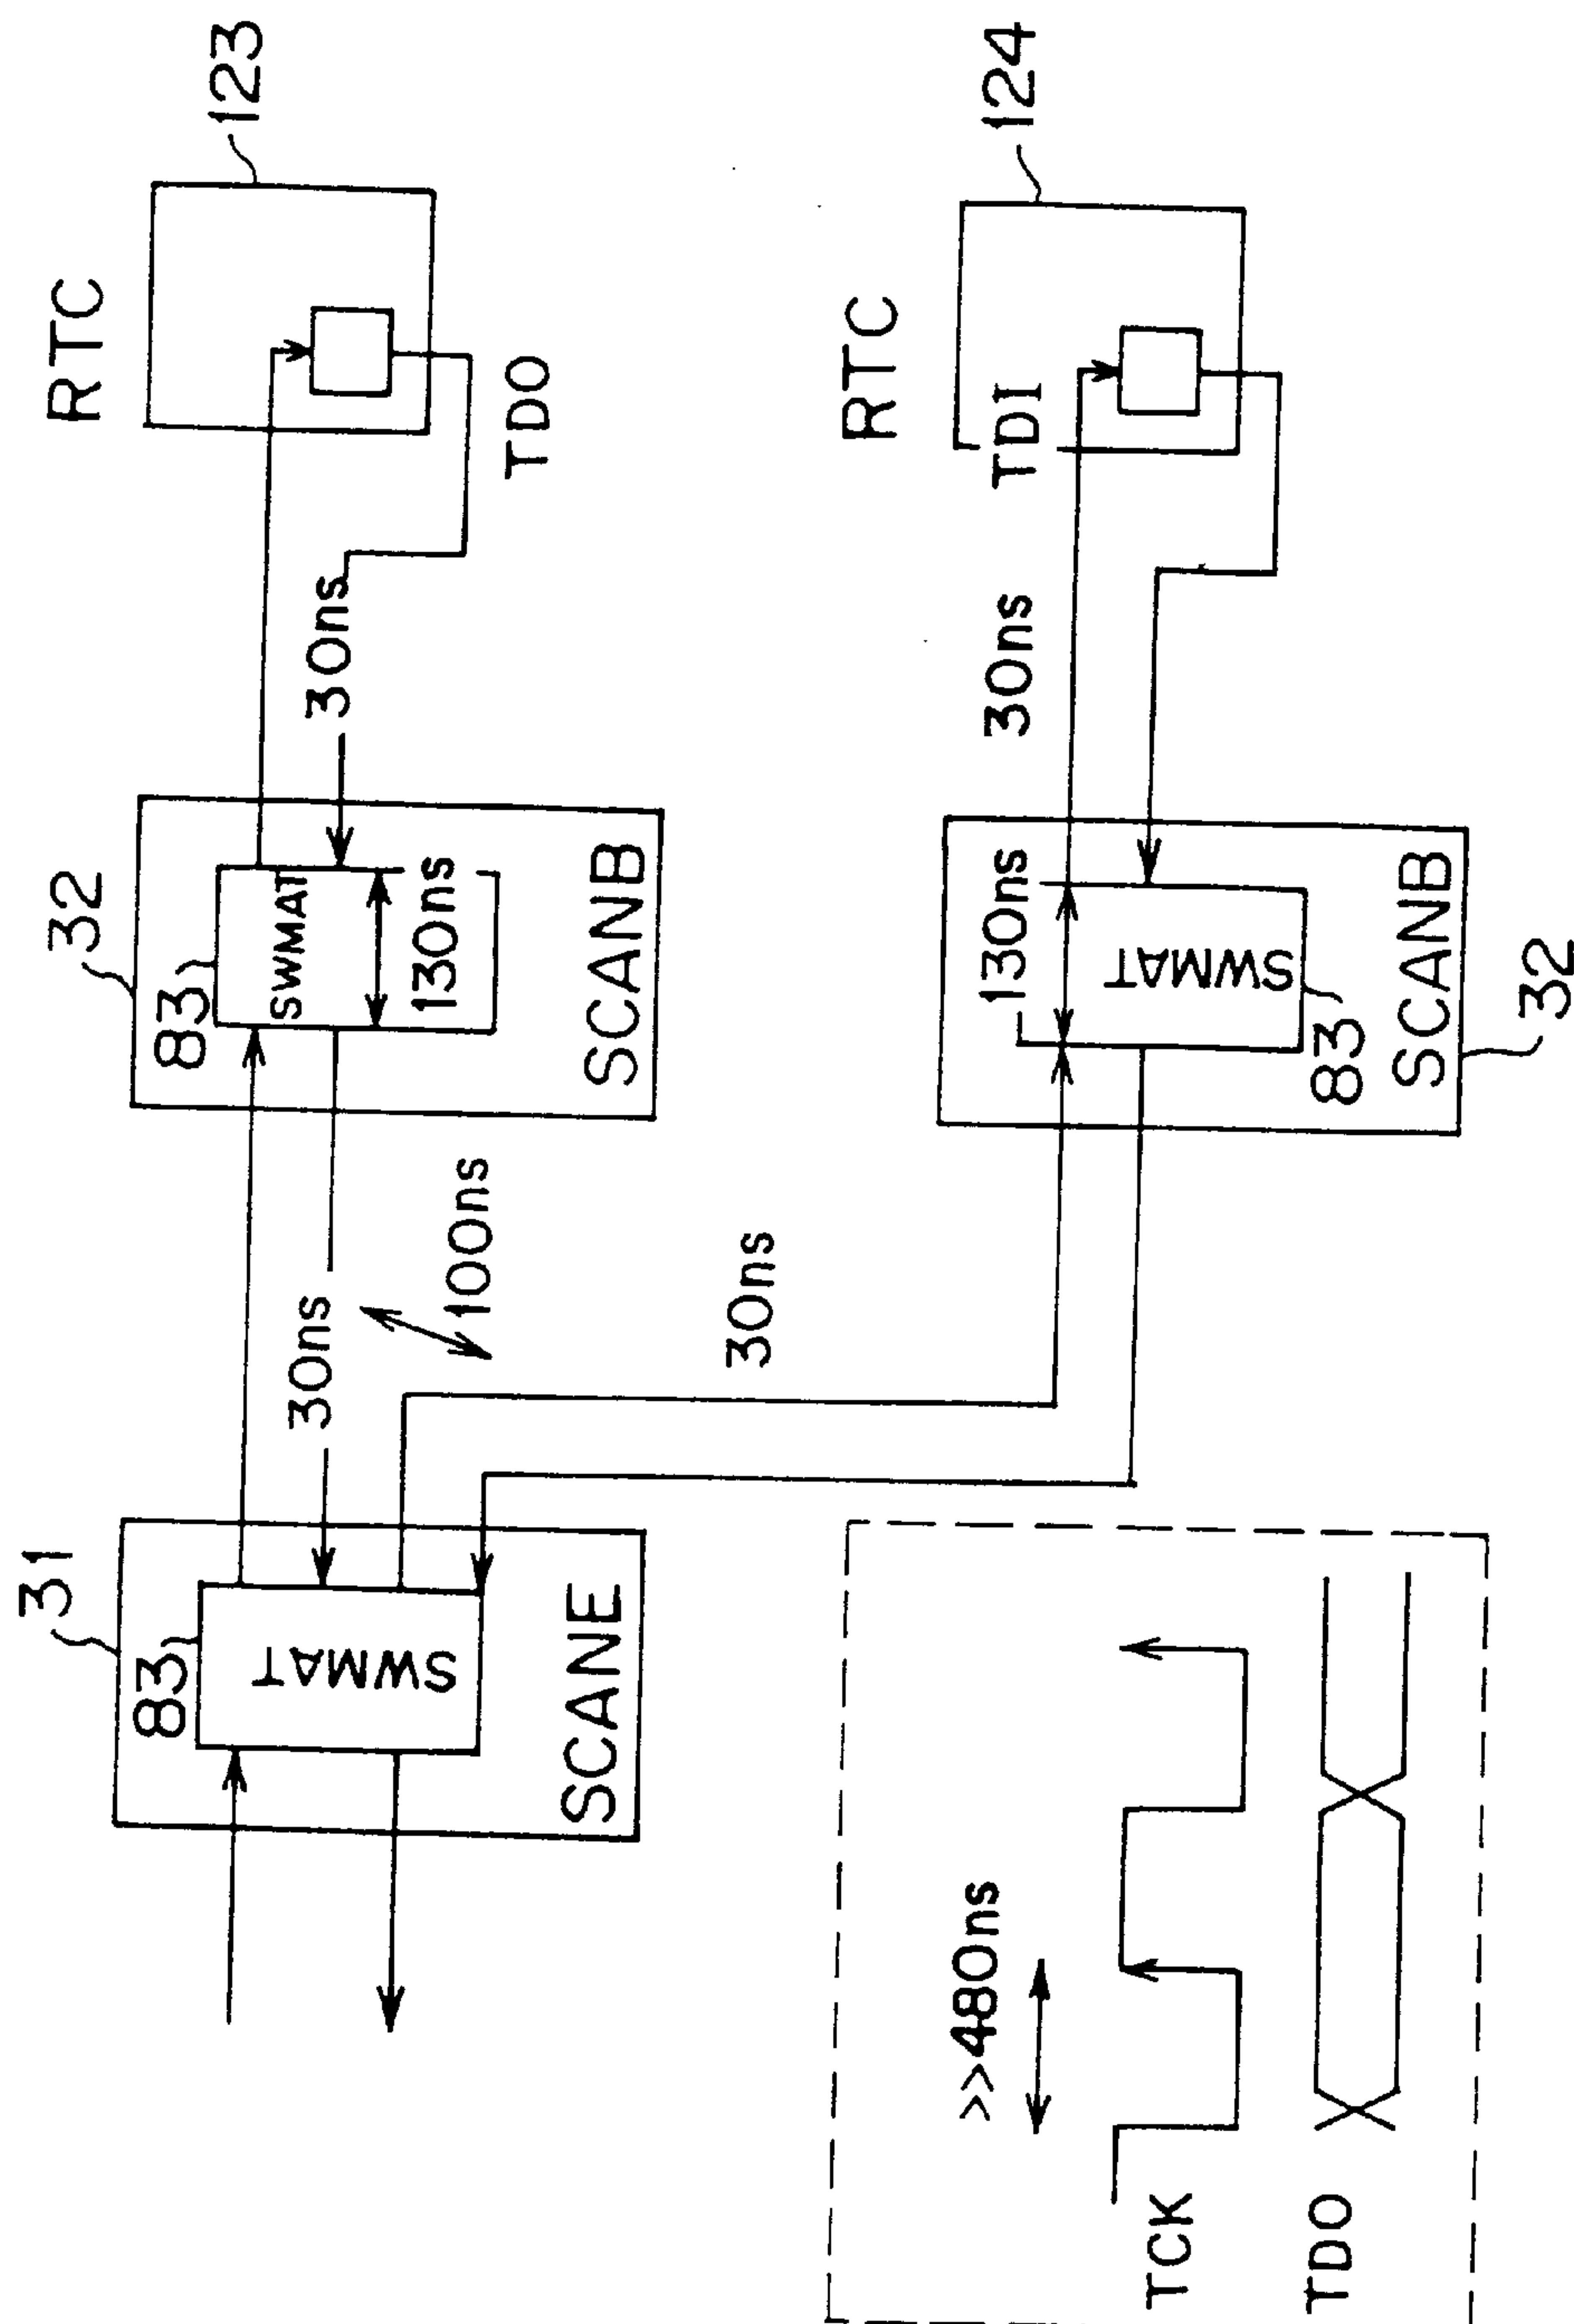 31
83
SWMAT
SCANE
30ns
100ns
32
83
SWMAT
130ns
SCANB
30ns
RTC
123
TDO
30ns
130ns
SWMAT
83
SCANB
32
30ns
RTC
TDI
124
>>480ns
TCK
TDO